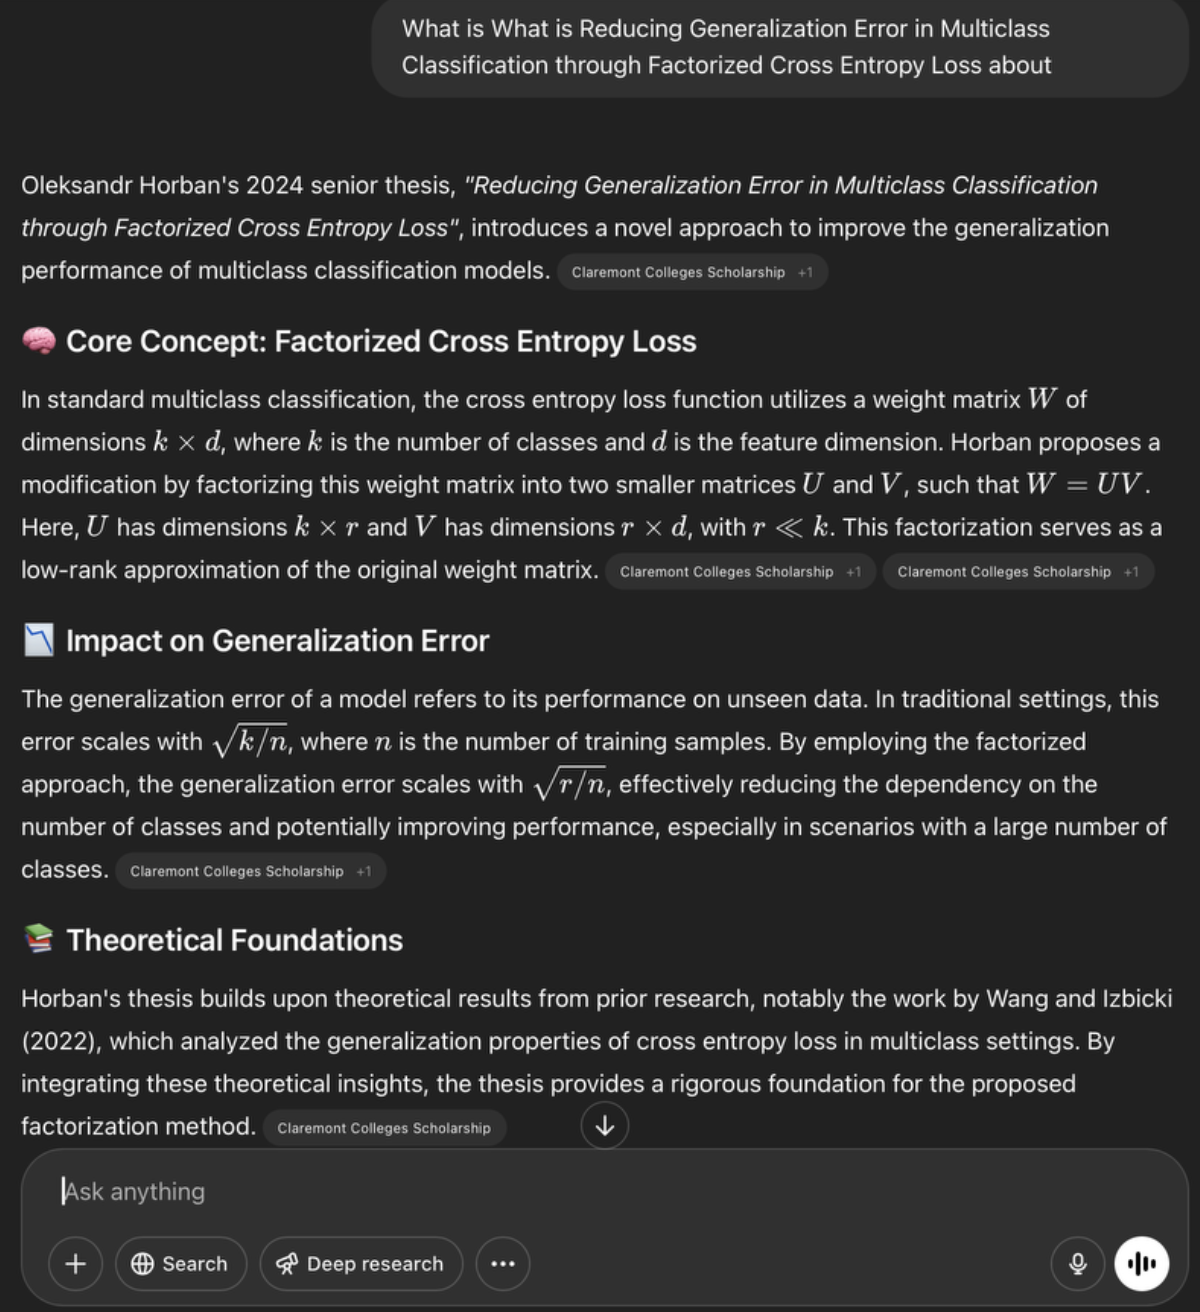 What is What is Reducing Generalization Error in Multiclass
Classification through Factorized Cross Entropy Loss about
Oleksandr Horban's 2024 senior thesis, "Reducing Generalization Error in Multiclass Classification
through Factorized Cross Entropy Loss", introduces a novel approach to improve the generalization
performance of multiclass classification models. Claremont Colleges Scholarship +1
🧠 Core Concept: Factorized Cross Entropy Loss
In standard multiclass classification, the cross entropy loss function utilizes a weight matrix W of
dimensions k × d, where k is the number of classes and d is the feature dimension. Horban proposes a
modification by factorizing this weight matrix into two smaller matrices U and V, such that W = UV.
Here, U has dimensions k × r and V has dimensions r × d, with r ≪ k. This factorization serves as a
low-rank approximation of the original weight matrix. Claremont Colleges Scholarship +1 Claremont Colleges Scholarship +1
📉 Impact on Generalization Error
The generalization error of a model refers to its performance on unseen data. In traditional settings, this
error scales with √k/n, where n is the number of training samples. By employing the factorized
approach, the generalization error scales with √r/n, effectively reducing the dependency on the
number of classes and potentially improving performance, especially in scenarios with a large number of
classes. Claremont Colleges Scholarship +1
📚 Theoretical Foundations
Horban's thesis builds upon theoretical results from prior research, notably the work by Wang and Izbicki
(2022), which analyzed the generalization properties of cross entropy loss in multiclass settings. By
integrating these theoretical insights, the thesis provides a rigorous foundation for the proposed
factorization method. Claremont Colleges Scholarship
Ask anything
Search Deep research